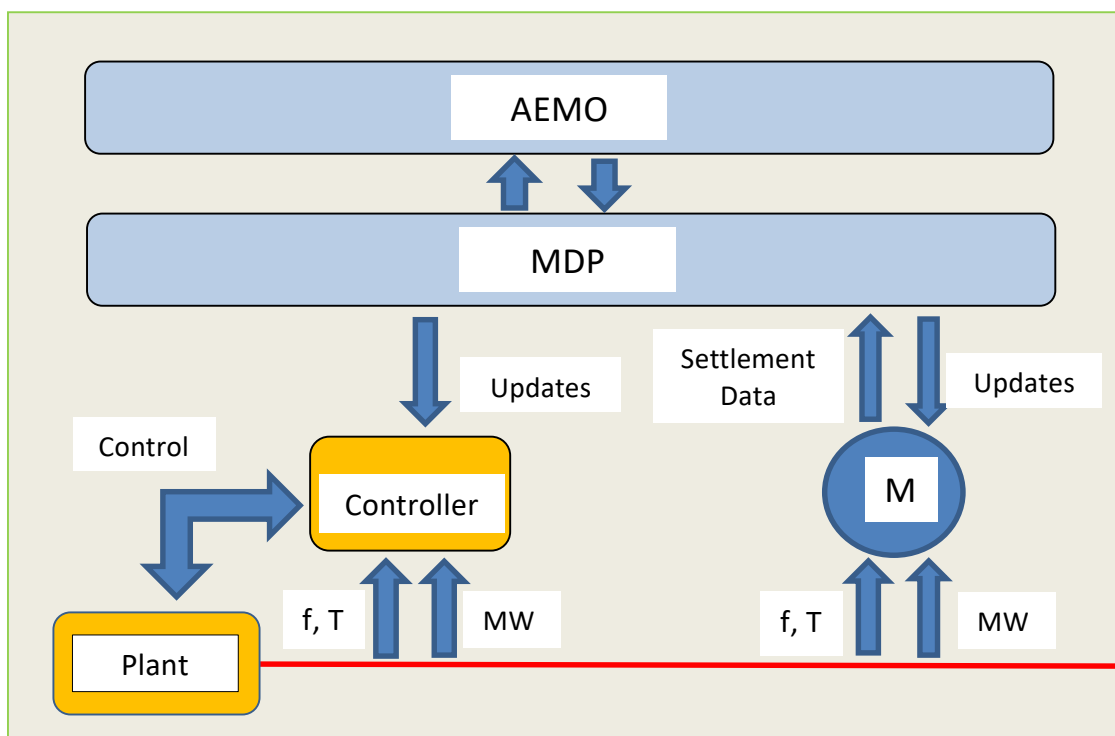 AEMO
MDP
Updates
Settlement
Data
Updates
Control
Controller
M
f, T
MW
f, T
MW
Plant